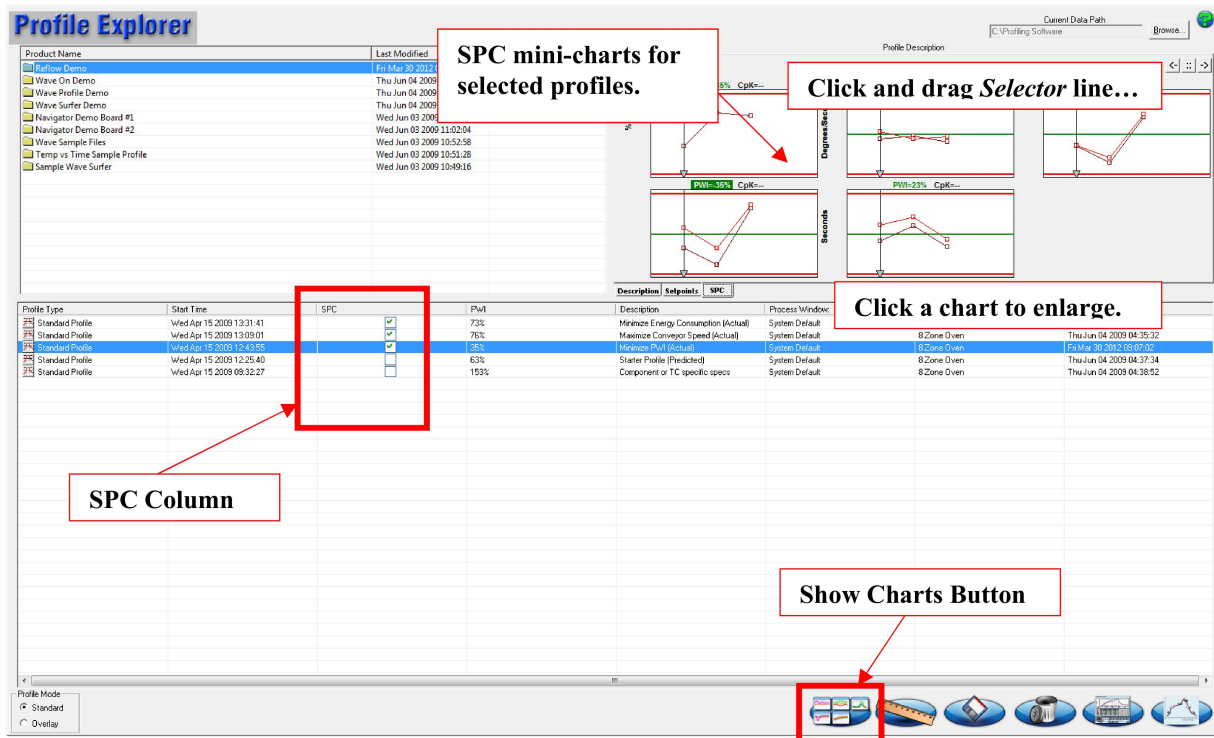 Profile Explorer
Current Data Path
C:\Profiling Software
Browse...
?
Product Name Last Modified
Profile Description
Reflow Demo Fri Mar 30 2012
Wave On Demo Thu Jun 04 2009
Wave Profile Demo Thu Jun 04 2009
Wave Surfer Demo Thu Jun 04 2009
Navigator Demo Board #1 Wed Jun 03 2009
Navigator Demo Board #2 Wed Jun 03 2009 11:02:04
Wave Sample Files Wed Jun 03 2009 10:52:58
Temp vs Time Sample Profile Wed Jun 03 2009 10:51:28
Sample Wave Surfer Wed Jun 03 2009 10:49:16
SPC mini-charts for
selected profiles.
<- :: ->
Click and drag Selector line…
CpK=--
%
Degrees/Sec
PWI=-35% CpK=--
PWI=23% CpK=--
Seconds
Description Setpoints SPC
Click a chart to enlarge.
Profile Type Start Time SPC PWI Description Process Window:
Standard Profile Wed Apr 15 2009 13:31:41 73% Minimize Energy Consumption (Actual) System Default
Standard Profile Wed Apr 15 2009 13:09:01 76% Maximize Conveyor Speed (Actual) System Default 8 Zone Oven Thu Jun 04 2009 04:35:32
Standard Profile Wed Apr 15 2009 12:43:55 35% Minimize PWI (Actual) System Default 8 Zone Oven Fri Mar 30 2012 09:07:02
Standard Profile Wed Apr 15 2009 12:25:40 63% Starter Profile (Predicted) System Default 8 Zone Oven Thu Jun 04 2009 04:37:34
Standard Profile Wed Apr 15 2009 09:32:27 153% Component or TC specific specs System Default 8 Zone Oven Thu Jun 04 2009 04:38:52
SPC Column
Show Charts Button
Profile Mode
Standard
Overlay